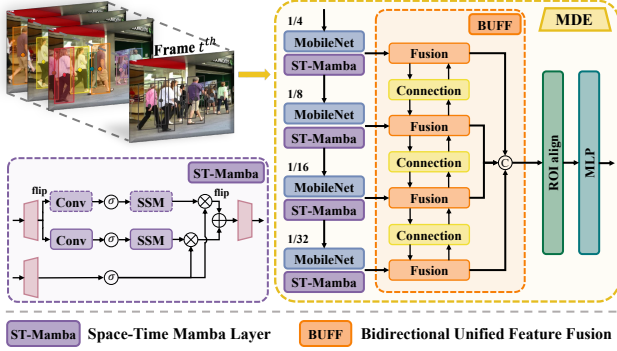 Frame t^th
1/4
MobileNet
ST-Mamba
1/8
MobileNet
ST-Mamba
1/16
MobileNet
ST-Mamba
1/32
MobileNet
ST-Mamba
BUFF
Fusion
Connection
Fusion
Connection
Fusion
Connection
Fusion
C
MDE
ROI align
MLP
ST-Mamba
flip
Conv
σ
SSM
flip
Conv
σ
SSM
σ
ST-Mamba Space-Time Mamba Layer
BUFF Bidirectional Unified Feature Fusion